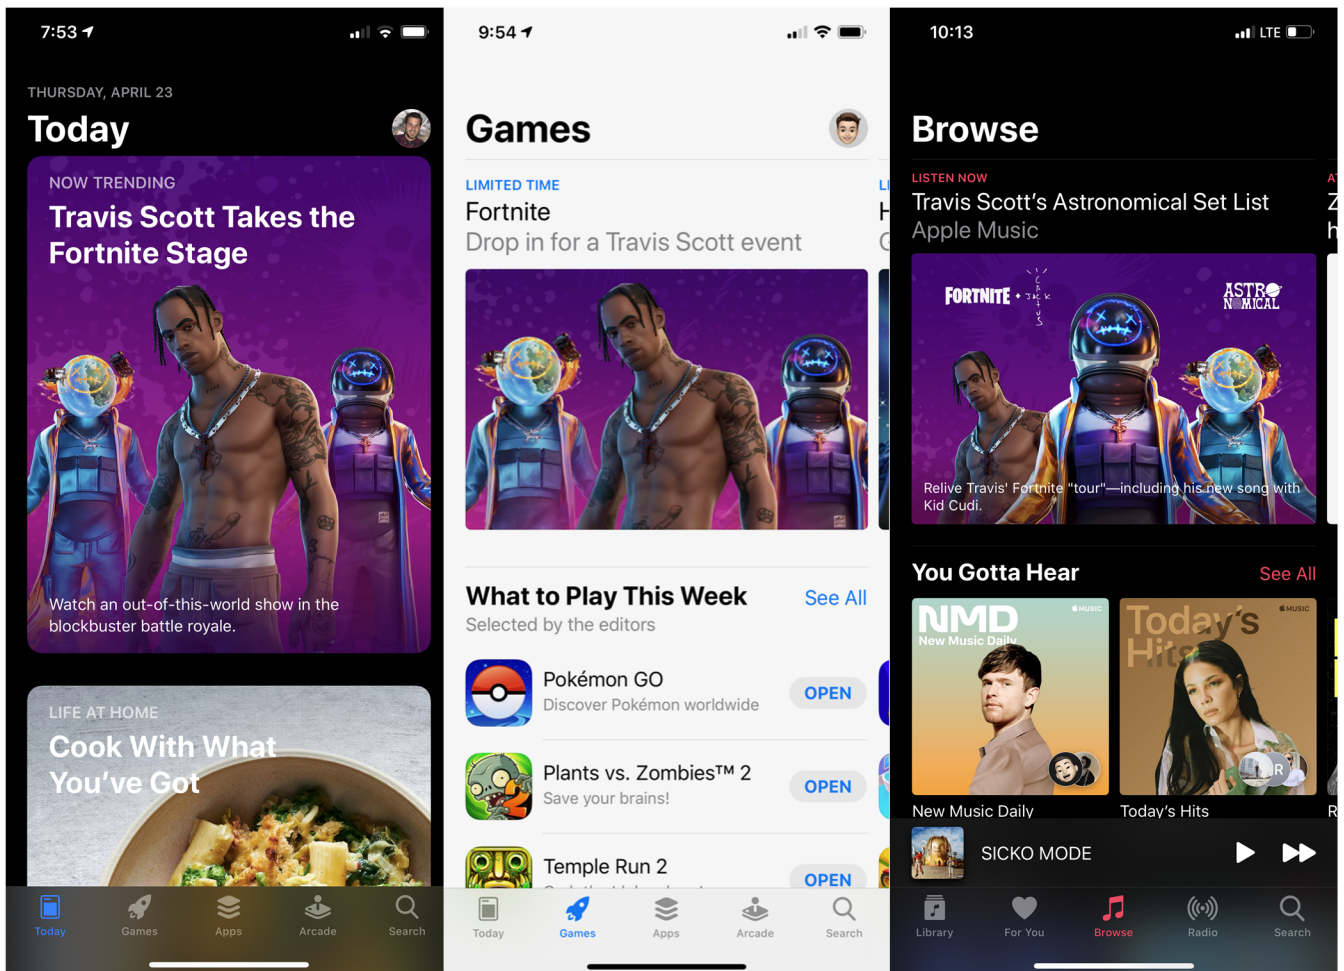 7:53
THURSDAY, APRIL 23
Today
NOW TRENDING
Travis Scott Takes the
Fortnite Stage
Watch an out-of-this-world show in the
blockbuster battle royale.
LIFE AT HOME
Cook With What
You've Got
Today
Games
Apps
Arcade
Search
9:54
Games
LIMITED TIME
Fortnite
Drop in for a Travis Scott event
What to Play This Week
See All
Selected by the editors
Pokémon GO
Discover Pokémon worldwide
OPEN
Plants vs. Zombies™ 2
Save your brains!
OPEN
Temple Run 2
OPEN
Today
Games
Apps
Arcade
Search
10:13
LTE
Browse
LISTEN NOW
Travis Scott's Astronomical Set List
Apple Music
FORTNITE
CACTUS
JACK
ASTRO
NOMICAL
Relive Travis' Fortnite "tour"—including his new song with
Kid Cudi.
You Gotta Hear
See All
NMD
MUSIC
New Music Daily
Today's
Hits
MUSIC
New Music Daily
Today's Hits
SICKO MODE
Library
For You
Browse
Radio
Search